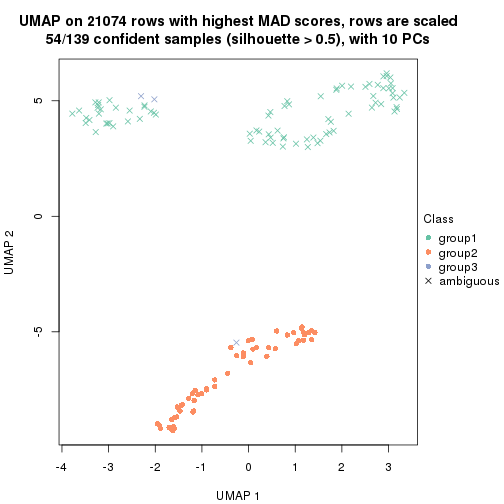 UMAP on 21074 rows with highest MAD scores, rows are scaled
54/139 confident samples (silhouette > 0.5), with 10 PCs
5
0
-5
UMAP 2
-4
-3
-2
-1
0
1
2
3
UMAP 1
Class
group1
group2
group3
ambiguous